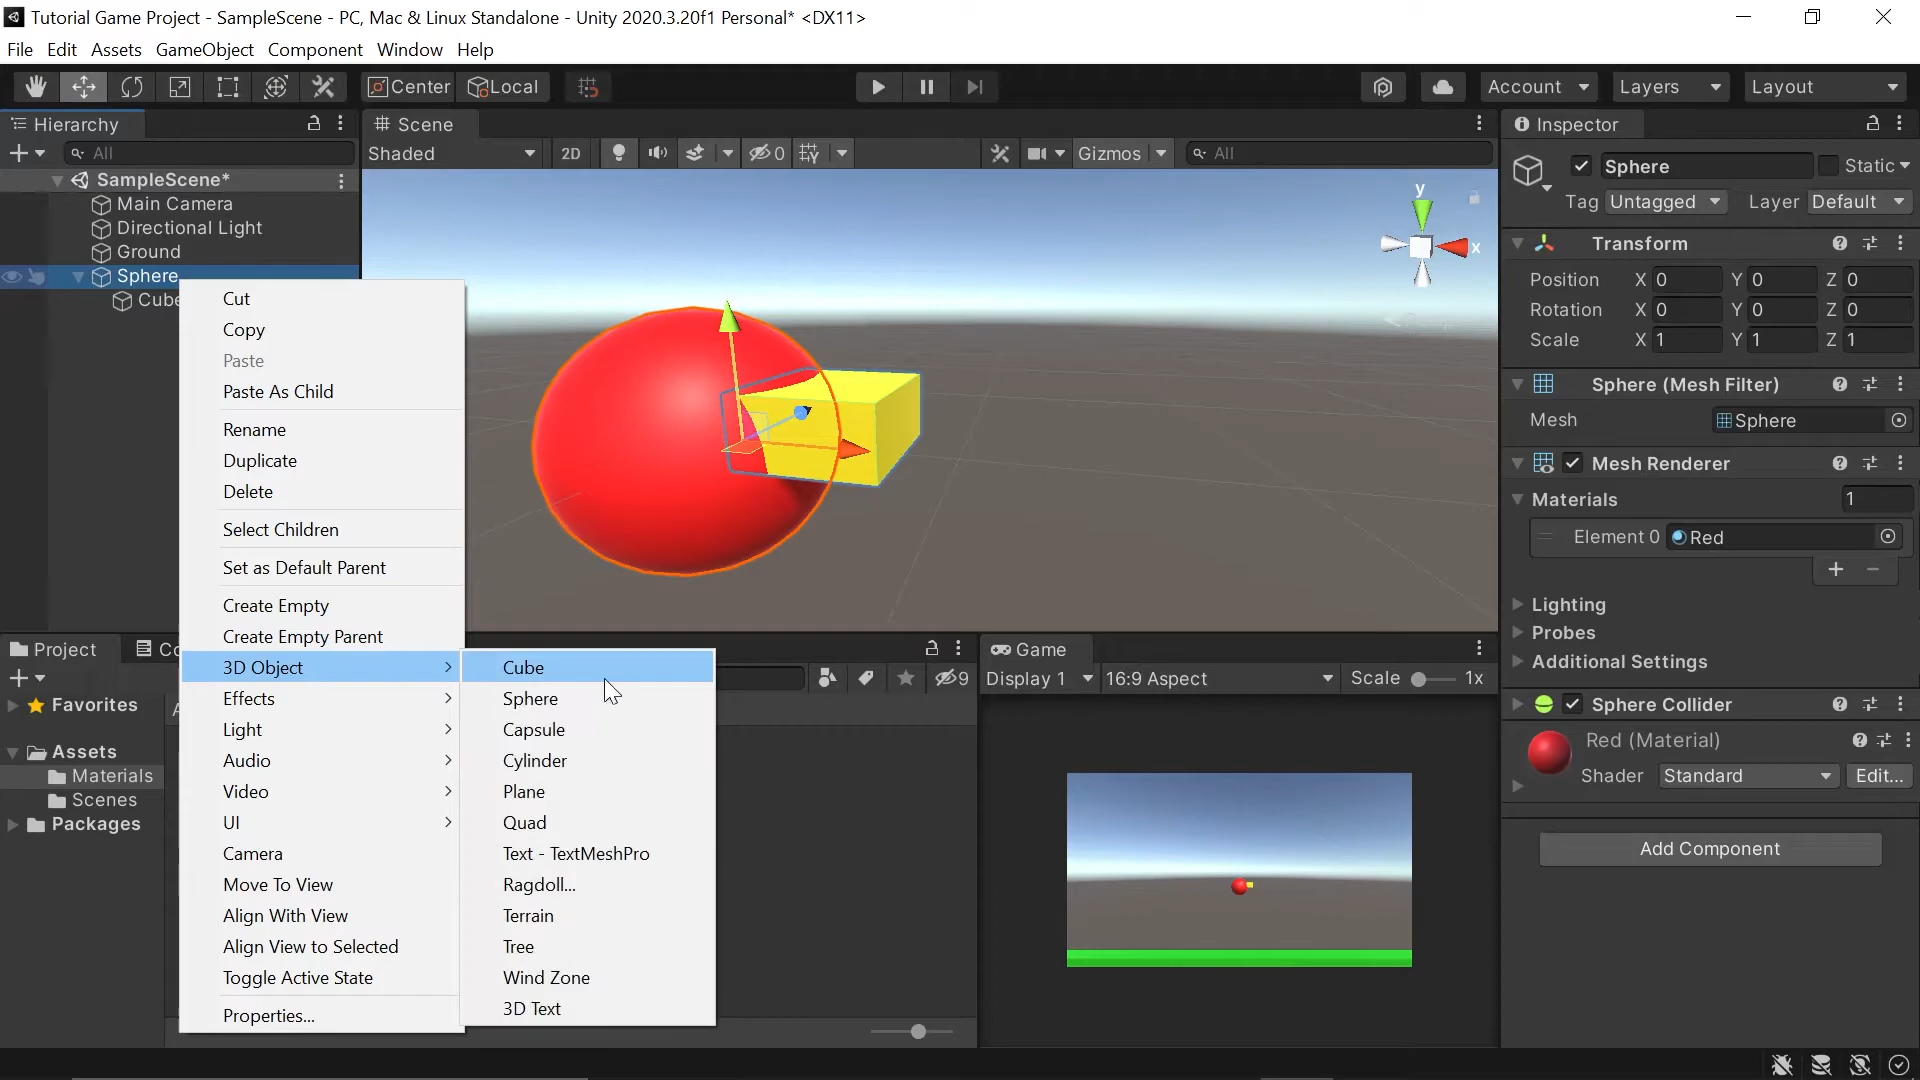 Tutorial Game Project - SampleScene - PC, Mac & Linux Standalone - Unity 2020.3.20f1 Personal* <DX11>
File Edit Assets GameObject Component Window Help
Center Local Account Layers Layout
Hierarchy
All
SampleScene*
Main Camera
Directional Light
Ground
Sphere
Cube
Scene
Shaded 2D 0 Gizmos All
y
x
Cut
Copy
Paste
Paste As Child
Rename
Duplicate
Delete
Select Children
Set as Default Parent
Create Empty
Create Empty Parent
3D Object
Effects
Light
Audio
Video
UI
Camera
Move To View
Align With View
Align View to Selected
Toggle Active State
Properties...
Cube
Sphere
Capsule
Cylinder
Plane
Quad
Text - TextMeshPro
Ragdoll...
Terrain
Tree
Wind Zone
3D Text
Project
9
Favorites
Assets
Materials
Scenes
Packages
Game
Display 1 16:9 Aspect Scale 1x
Inspector
Sphere Static
Tag Untagged Layer Default
Transform
Position X 0 Y 0 Z 0
Rotation X 0 Y 0 Z 0
Scale X 1 Y 1 Z 1
Sphere (Mesh Filter)
Mesh Sphere
Mesh Renderer
Materials 1
Element 0 Red
Lighting
Probes
Additional Settings
Sphere Collider
Red (Material)
Shader Standard Edit...
Add Component